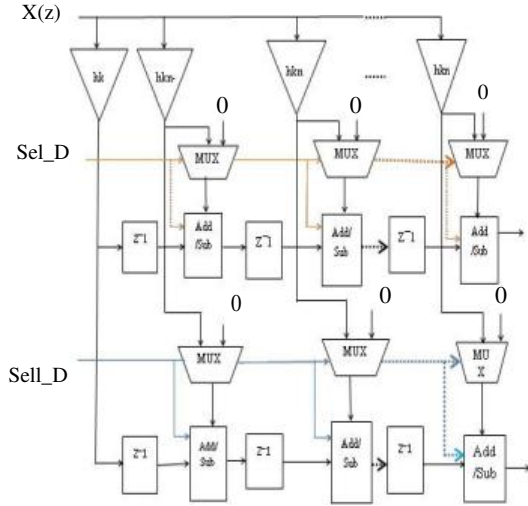 X(z)
hk hkn- hkn hkn
0 0 0
Sel_D MUX MUX MUX
Z⁻1 Add /Sub Z⁻1 Add/ Sub Z⁻1 Add /Sub
0 0 0
Sell_D MUX MUX MU X
Z⁻1 Add/ Sub Z⁻1 Add/ Sub Z⁻1 Add /Sub